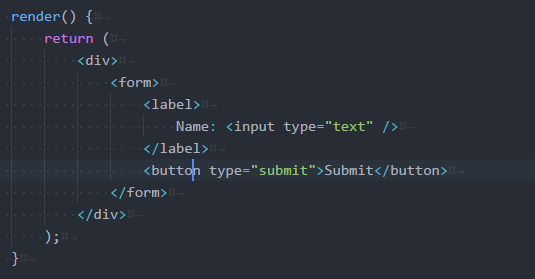 render() {
    return (
        <div>
            <form>
                <label>
                    Name: <input type="text" />
                </label>
                <button type="submit">Submit</button>
            </form>
        </div>
    );
}